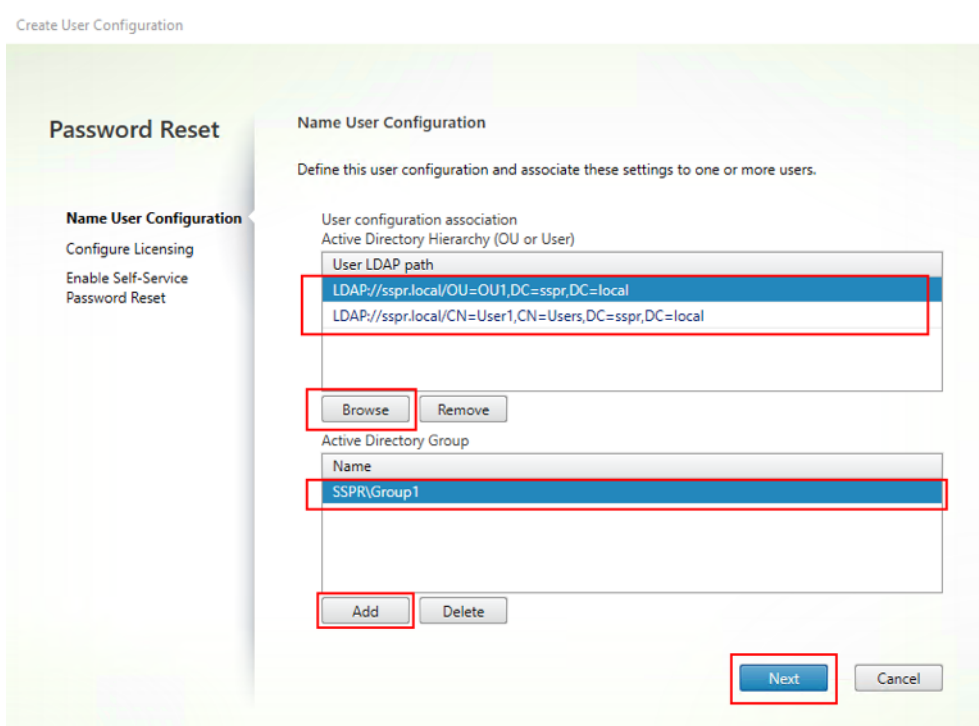 Create User Configuration
Password Reset
Name User Configuration
Configure Licensing
Enable Self-Service
Password Reset
Name User Configuration
Define this user configuration and associate these settings to one or more users.
User configuration association
Active Directory Hierarchy (OU or User)
User LDAP path
LDAP://sspr.local/OU=OU1,DC=sspr,DC=local
LDAP://sspr.local/CN=User1,CN=Users,DC=sspr,DC=local
Browse
Remove
Active Directory Group
Name
SSPR\Group1
Add
Delete
Next
Cancel